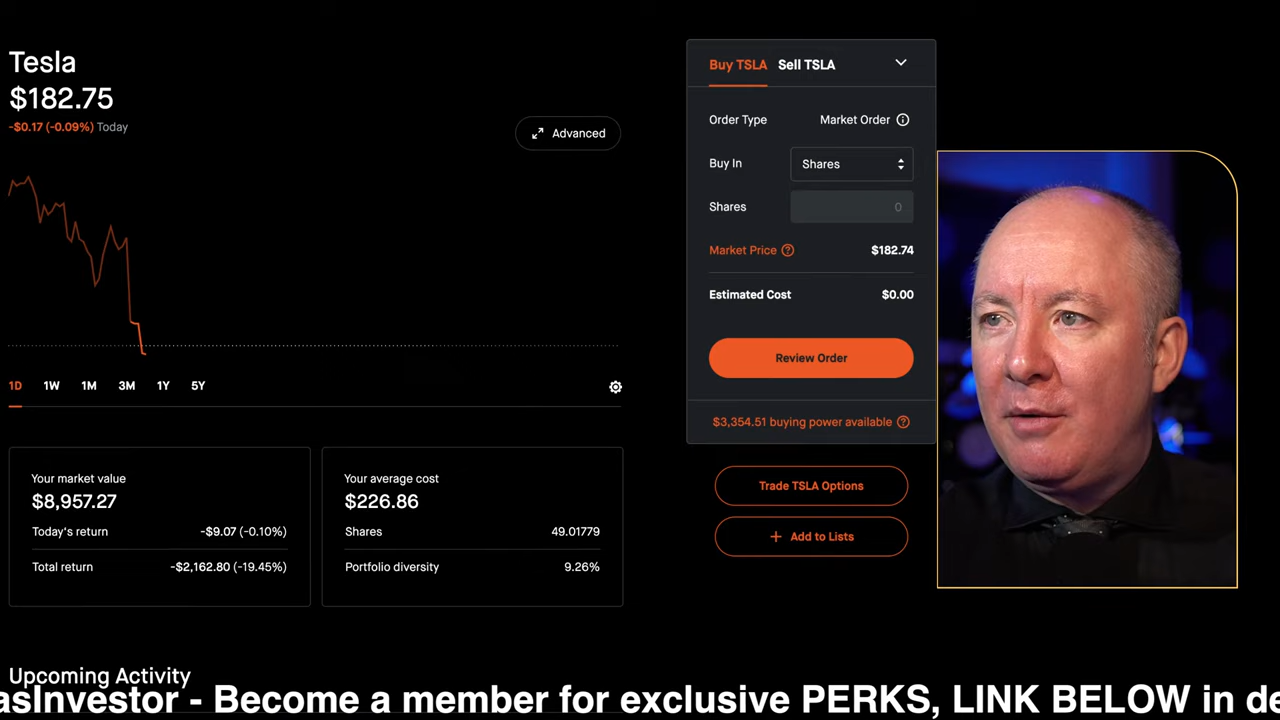 Tesla
$182.75
-$0.17 (-0.09%) Today
Advanced
1D 1W 1M 3M 1Y 5Y
Your market value
$8,957.27
Today's return -$9.07 (-0.10%)
Total return -$2,162.80 (-19.45%)
Your average cost
$226.86
Shares 49.01779
Portfolio diversity 9.26%
Buy TSLA Sell TSLA
Order Type Market Order
Buy In Shares
Shares 0
Market Price $182.74
Estimated Cost $0.00
Review Order
$3,354.51 buying power available
Trade TSLA Options
+ Add to Lists
Upcoming Activity
asInvestor - Become a member for exclusive PERKS, LINK BELOW in de